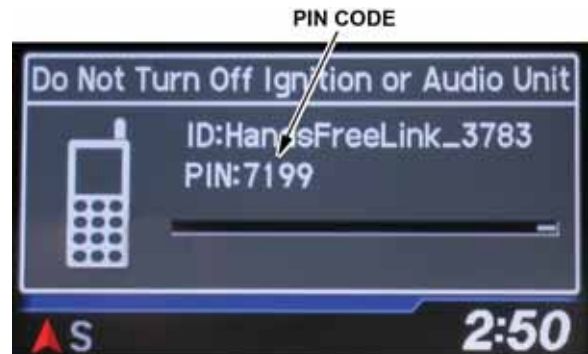 PIN CODE
Do Not Turn Off Ignition or Audio Unit
ID:HandsFreeLink_3783
PIN:7199
S
2:50